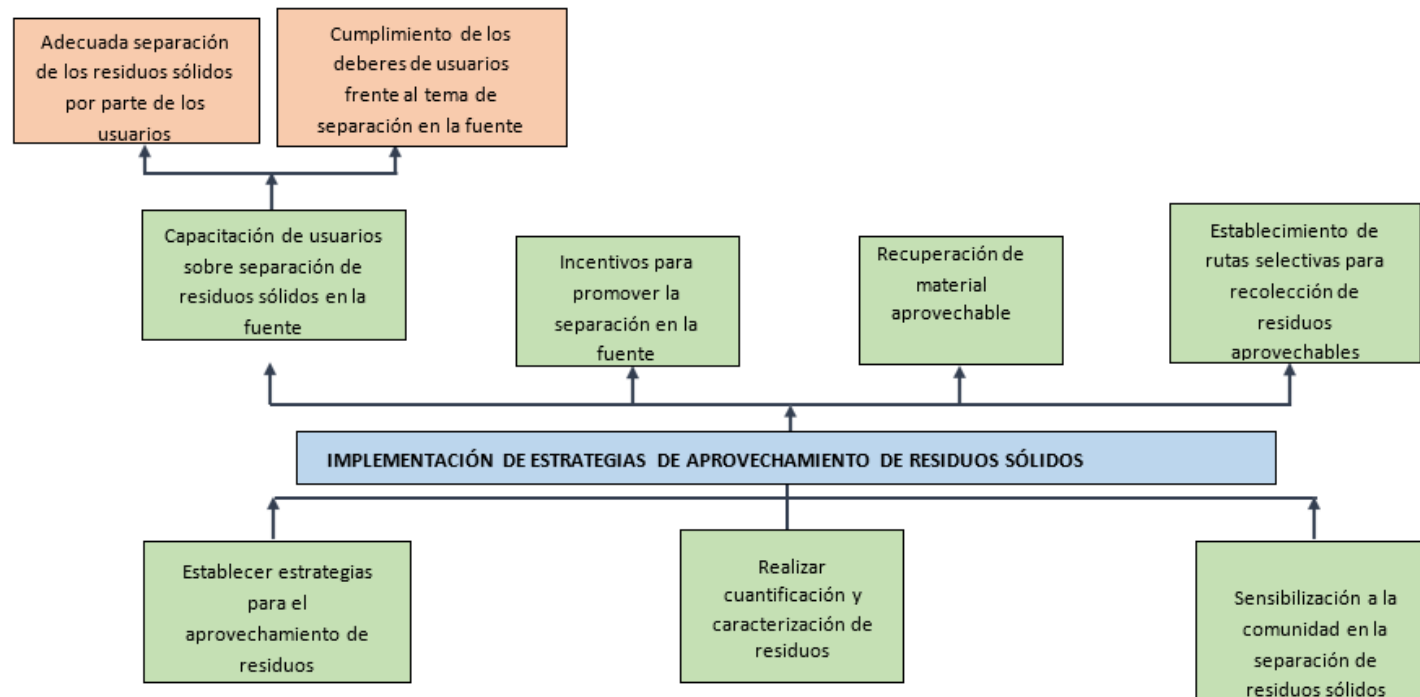 Adecuada separación
de los residuos sólidos
por parte de los
usuarios
Cumplimiento de los
deberes de usuarios
frente al tema de
separación en la fuente
Capacitación de usuarios
sobre separación de
residuos sólidos en la
fuente
Incentivos para
promover la
separación en la
fuente
Recuperación de
material
aprovechable
Establecimiento de
rutas selectivas para
recolección de
residuos
aprovechables
IMPLEMENTACIÓN DE ESTRATEGIAS DE APROVECHAMIENTO DE RESIDUOS SÓLIDOS
Establecer estrategias
para el
aprovechamiento de
residuos
Realizar
cuantificación y
caracterización de
residuos
Sensibilización a la
comunidad en la
separación de
residuos sólidos